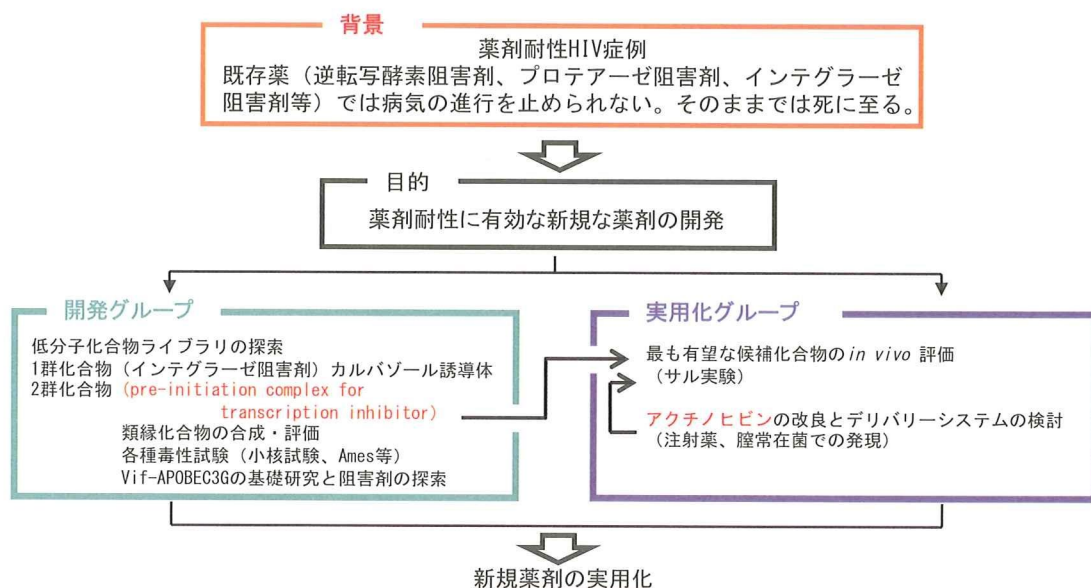 背景
薬剤耐性HIV症例
既存薬（逆転写酵素阻害剤、プロテアーゼ阻害剤、インテグラーゼ
阻害剤等）では病気の進行を止められない。そのままでは死に至る。
目的
薬剤耐性に有効な新規な薬剤の開発
開発グループ
低分子化合物ライブラリの探索
1群化合物（インテグラーゼ阻害剤）カルバゾール誘導体
2群化合物（pre-initiation complex for
transcription inhibitor）
類縁化合物の合成・評価
各種毒性試験（小核試験、Ames等）
Vif-APOBEC3Gの基礎研究と阻害剤の探索
実用化グループ
最も有望な候補化合物のin vivo 評価
（サル実験）
アクチノヒビンの改良とデリバリーシステムの検討
（注射薬、膣常在菌での発現）
新規薬剤の実用化